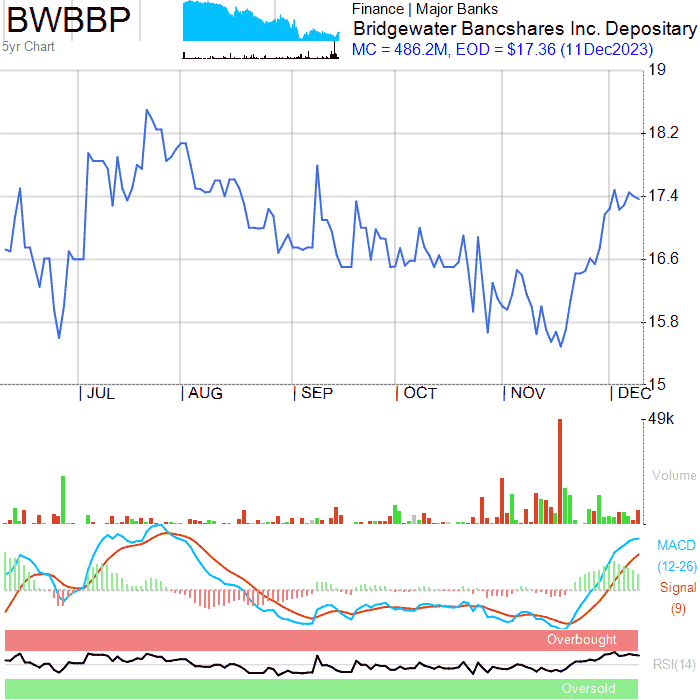 BWBBP
5yr Chart
Finance | Major Banks
Bridgewater Bancshares Inc. Depositary
MC = 486.2M, EOD = $17.36 (11Dec2023)
19
18.2
17.4
16.6
15.8
15
JUL AUG SEP OCT NOV DEC
49k
Volume
MACD
(12-26)
Signal
(9)
Overbought
RSI(14)
Oversold